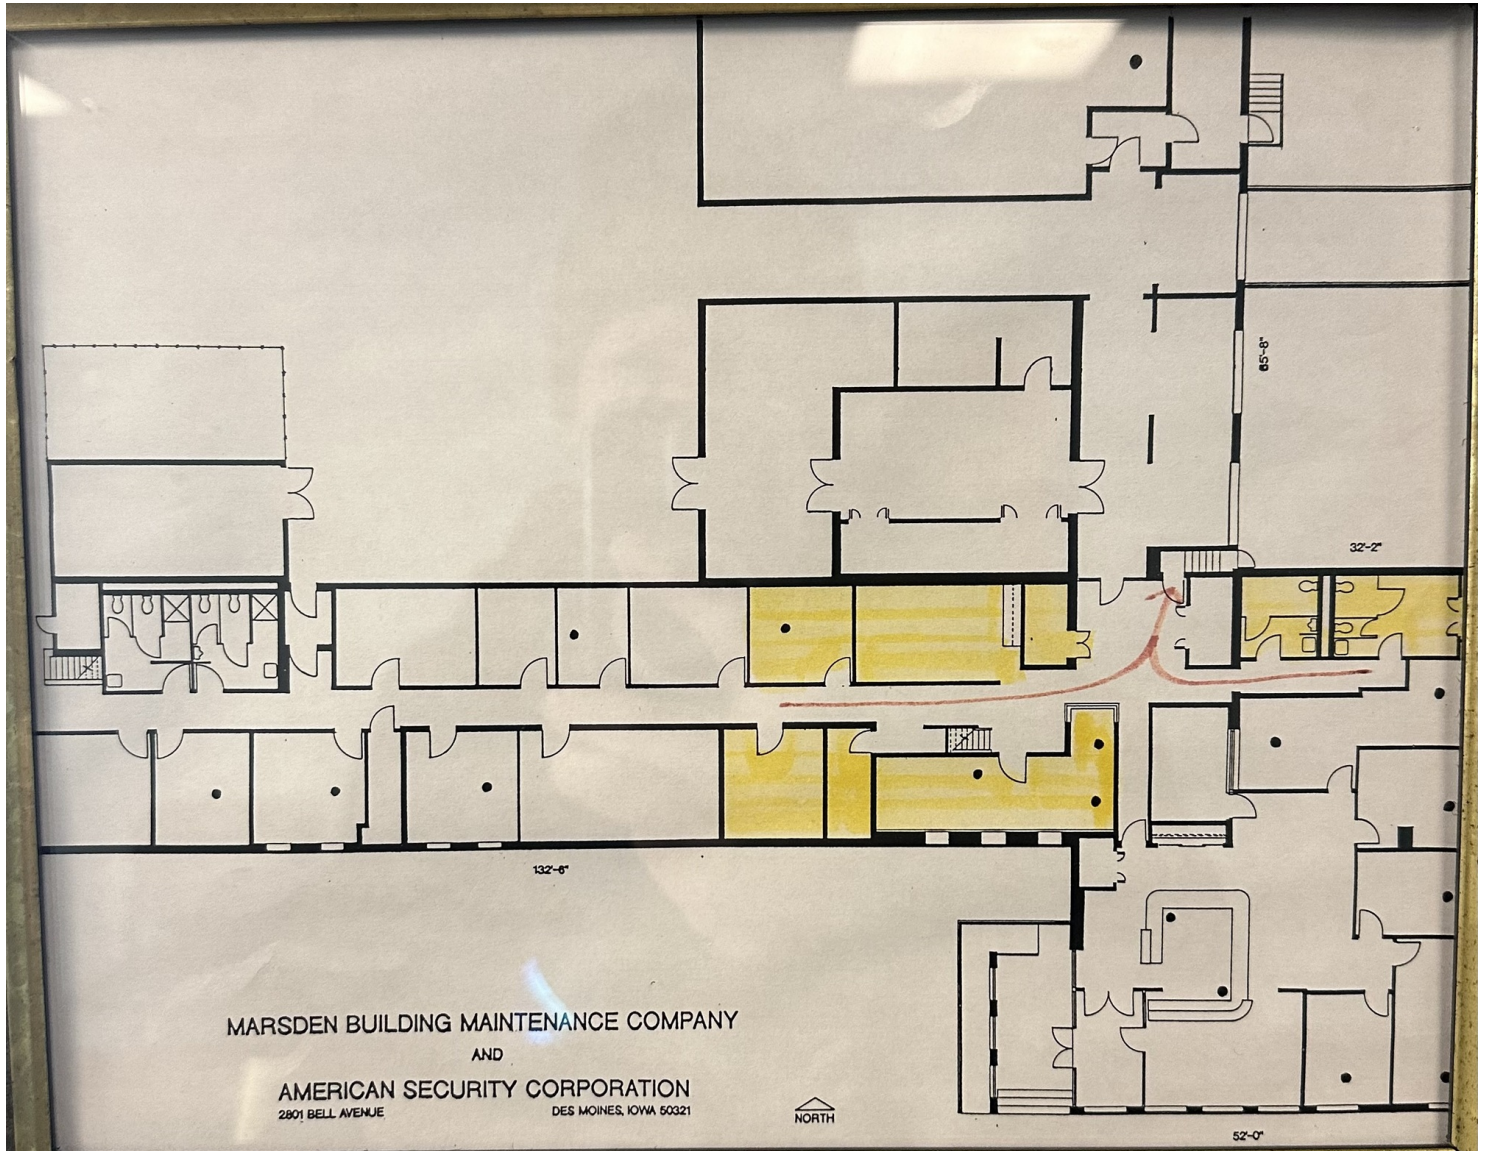 65'-8"
32'-2"
132'-6"
MARSDEN BUILDING MAINTENANCE COMPANY
AND
AMERICAN SECURITY CORPORATION
2801 BELL AVENUE DES MOINES, IOWA 50321
NORTH
52'-0"